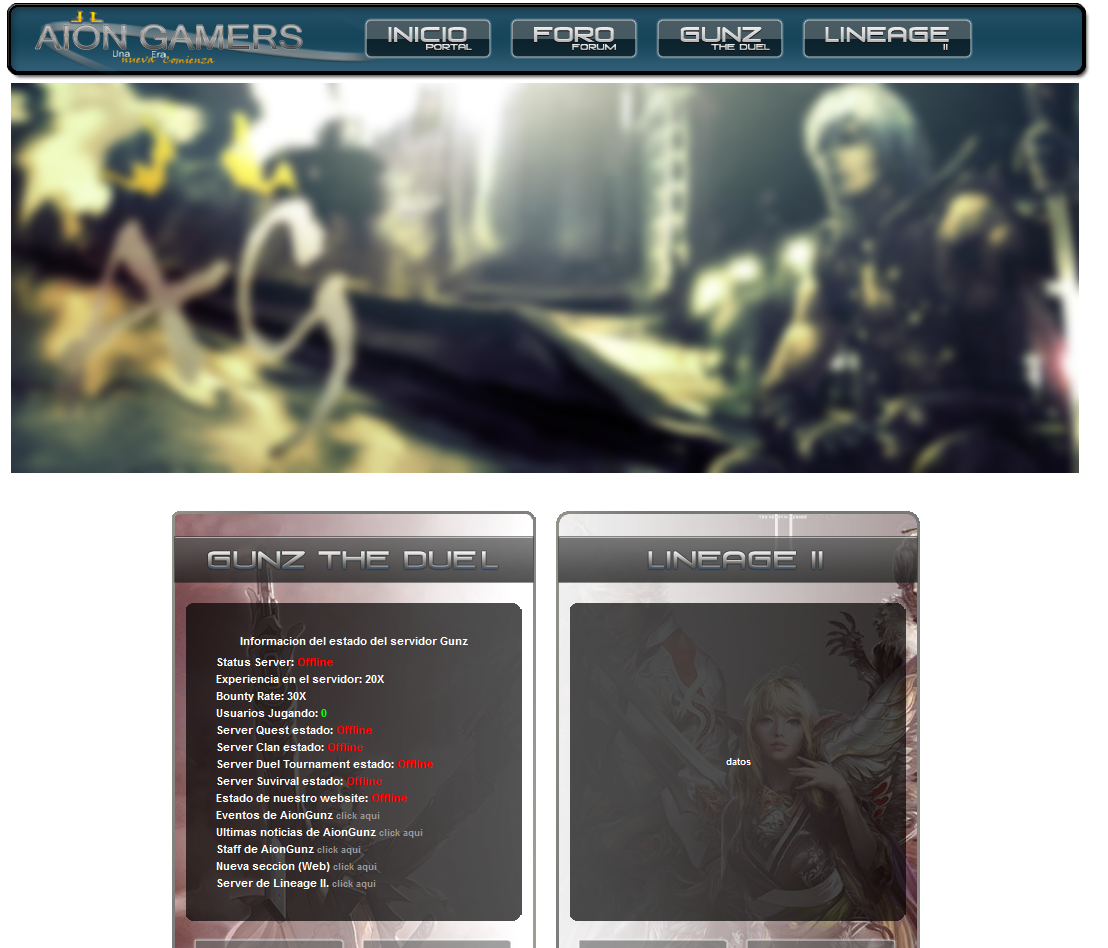 AION GAMERS
Una Era
nueva Comienza
INICIO
PORTAL
FORO
FORUM
GUNZ
THE DUEL
LINEAGE
II
AG
GUNZ THE DUEL
Informacion del estado del servidor Gunz
Status Server: Offline
Experiencia en el servidor: 20X
Bounty Rate: 30X
Usuarios Jugando: 0
Server Quest estado: Offline
Server Clan estado: Offline
Server Duel Tournament estado: Offline
Server Suvirval estado: Offline
Estado de nuestro website: Offline
Eventos de AionGunz click aqui
Ultimas noticias de AionGunz click aqui
Staff de AionGunz click aqui
Nueva seccion (Web) click aqui
Server de Lineage II. click aqui
LINEAGE II
datos